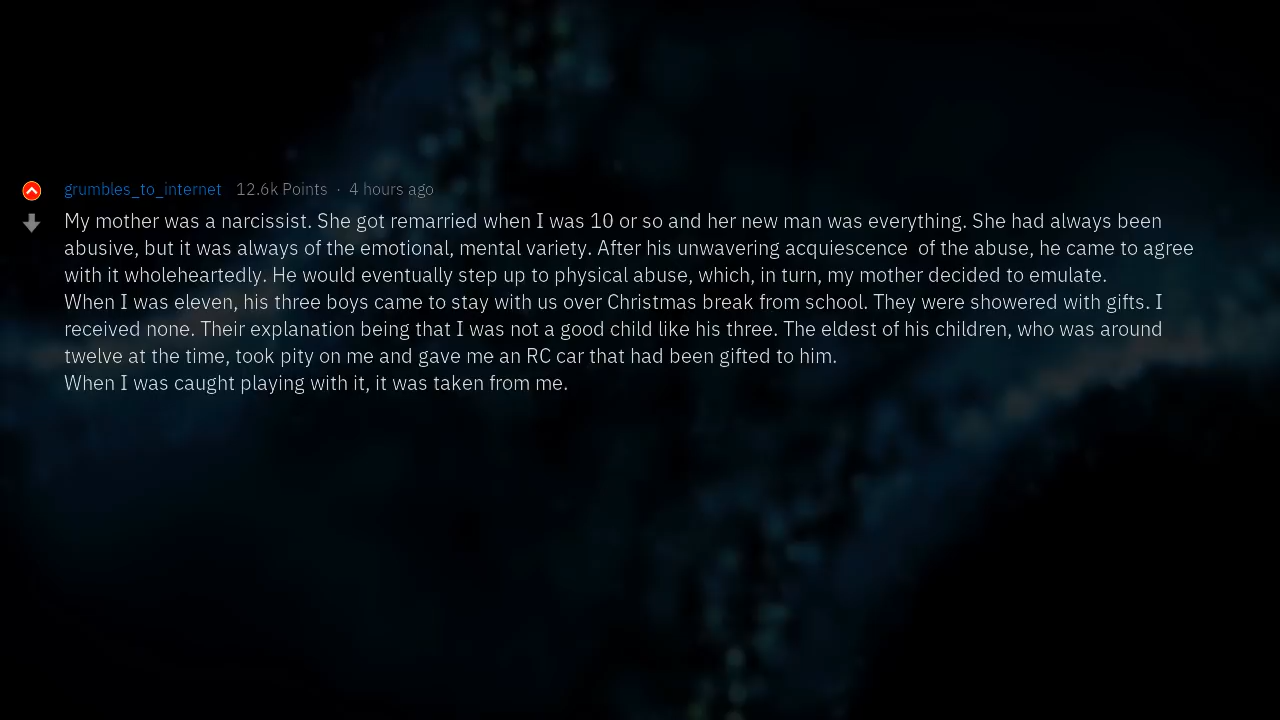 grumbles_to_internet 12.6k Points · 4 hours ago
My mother was a narcissist. She got remarried when I was 10 or so and her new man was everything. She had always been
abusive, but it was always of the emotional, mental variety. After his unwavering acquiescence  of the abuse, he came to agree
with it wholeheartedly. He would eventually step up to physical abuse, which, in turn, my mother decided to emulate.
When I was eleven, his three boys came to stay with us over Christmas break from school. They were showered with gifts. I
received none. Their explanation being that I was not a good child like his three. The eldest of his children, who was around
twelve at the time, took pity on me and gave me an RC car that had been gifted to him.
When I was caught playing with it, it was taken from me.